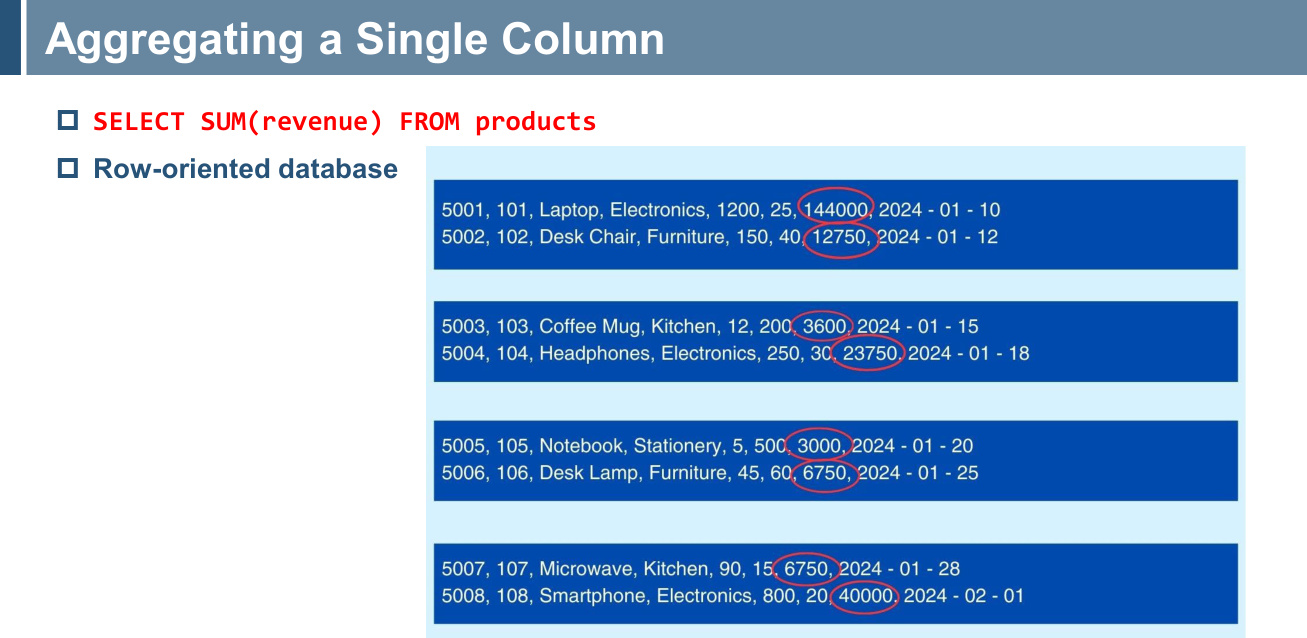 Aggregating a Single Column
SELECT SUM(revenue) FROM products
Row-oriented database
5001, 101, Laptop, Electronics, 1200, 25, 144000, 2024 - 01 - 10
5002, 102, Desk Chair, Furniture, 150, 40, 12750, 2024 - 01 - 12
5003, 103, Coffee Mug, Kitchen, 12, 200, 3600, 2024 - 01 - 15
5004, 104, Headphones, Electronics, 250, 30, 23750, 2024 - 01 - 18
5005, 105, Notebook, Stationery, 5, 500, 3000, 2024 - 01 - 20
5006, 106, Desk Lamp, Furniture, 45, 60, 6750, 2024 - 01 - 25
5007, 107, Microwave, Kitchen, 90, 15, 6750, 2024 - 01 - 28
5008, 108, Smartphone, Electronics, 800, 20, 40000. 2024 - 02 - 01